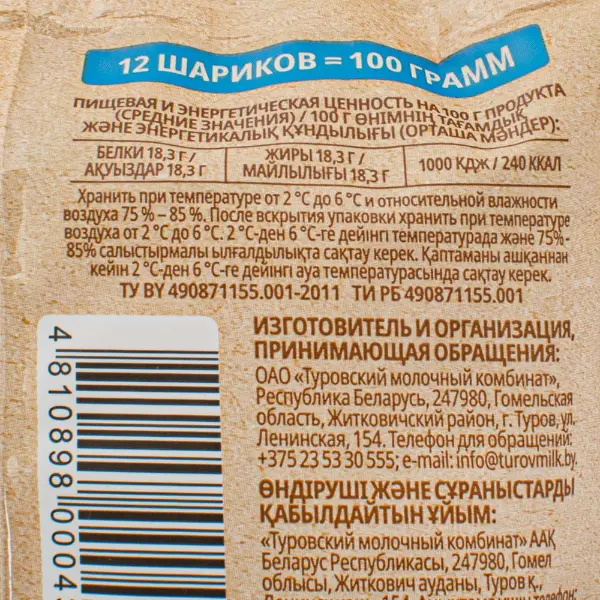 12 ШАРИКОВ = 100 ГРАММ
ПИЩЕВАЯ И ЭНЕРГЕТИЧЕСКАЯ ЦЕННОСТЬ НА 100 Г ПРОДУКТА
(СРЕДНИЕ ЗНАЧЕНИЯ) / 100 Г ӨНІМНІҢ ТАҒАМДЫҚ
ЖӘНЕ ЭНЕРГЕТИКАЛЫҚ ҚҰНДЫЛЫҒЫ (ОРТАША МӘНДЕР):
БЕЛКИ 18,3 Г /
АҚУЫЗДАР 18,3 Г
ЖИРЫ 18,3 Г /
МАЙЛЫЛЫҒЫ 18,3 Г
1000 КДЖ / 240 ККАЛ
Хранить при температуре от 2 °С до 6 °С и относительной влажности
воздуха 75 % – 85 %. После вскрытия упаковки хранить при температуре
воздуха от 2 °С до 6 °С. 2 °С-ден 6 °С-ге дейінгі температурада және 75%-
85% салыстырмалы ылғалдылықта сақтау керек. Қаптаманы ашқаннан
кейін 2 °С-ден 6 °С-ге дейінгі ауа температурасында сақтау керек.
ТУ BY 490871155.001-2011 ТИ РБ 490871155.001
ИЗГОТОВИТЕЛЬ И ОРГАНИЗАЦИЯ,
ПРИНИМАЮЩАЯ ОБРАЩЕНИЯ:
ОАО «Туровский молочный комбинат»,
Республика Беларусь, 247980, Гомельская
область, Житковичский район, г. Туров, ул.
Ленинская, 154. Телефон для обращений:
+375 23 53 30 555; e-mail: info@turovmilk.by.
ӨНДІРУШІ ЖӘНЕ СҰРАНЫСТАРДЫ
ҚАБЫЛДАЙТЫН ҰЙЫМ:
«Туровский молочный комбинат» ААҚ
Беларус Республикасы, 247980, Гомел
облысы, Житкович ауданы, Туров қ.,
4 810898 0004